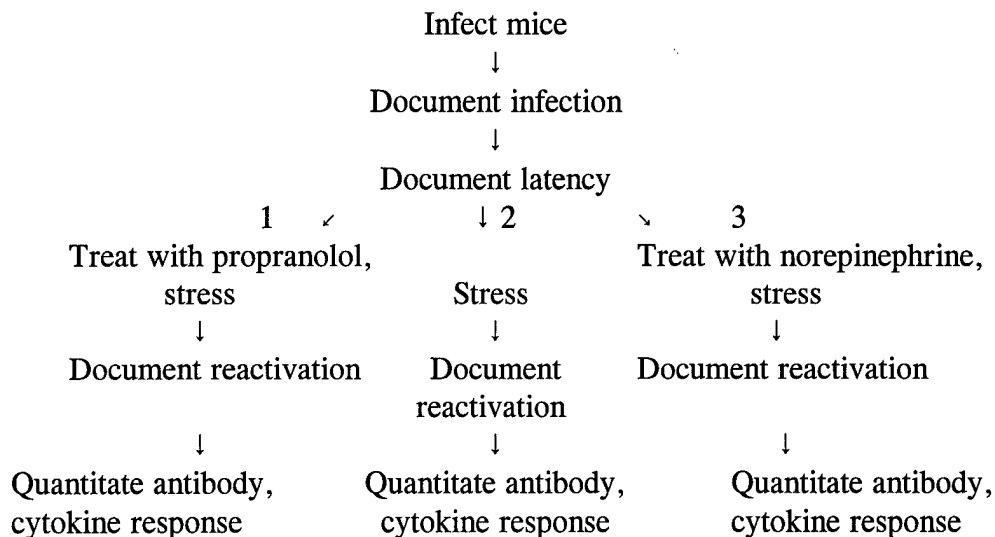 Infect mice
↓
Document infection
↓
Document latency
1 ↙ ↓ 2 ↘ 3
Treat with propranolol,
stress
↓
Document reactivation
↓
Quantitate antibody,
cytokine response
Stress
↓
Document
reactivation
↓
Quantitate antibody,
cytokine response
Treat with norepinephrine,
stress
↓
Document reactivation
↓
Quantitate antibody,
cytokine response